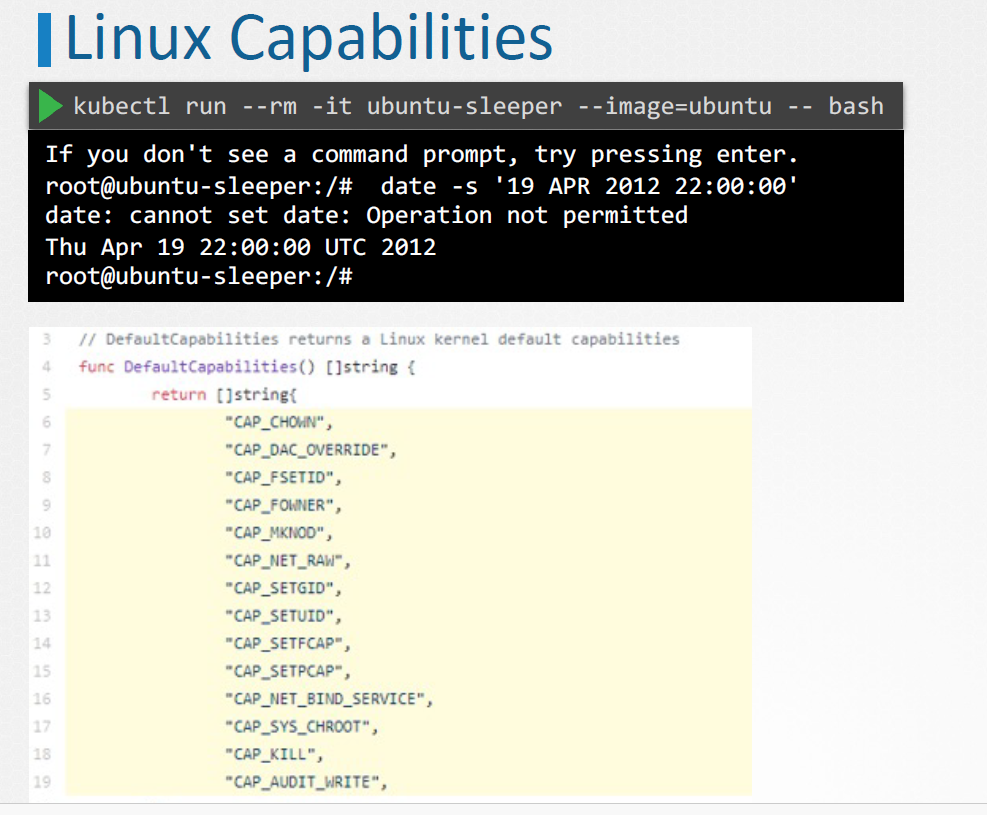 Linux Capabilities
kubectl run --rm -it ubuntu-sleeper --image=ubuntu -- bash
If you don't see a command prompt, try pressing enter.
root@ubuntu-sleeper:/#  date -s '19 APR 2012 22:00:00'
date: cannot set date: Operation not permitted
Thu Apr 19 22:00:00 UTC 2012
root@ubuntu-sleeper:/#
3 // DefaultCapabilities returns a Linux kernel default capabilities
4 func DefaultCapabilities() []string {
5 return []string{
6 "CAP_CHOWN",
7 "CAP_DAC_OVERRIDE",
8 "CAP_FSETID",
9 "CAP_FOWNER",
10 "CAP_MKNOD",
11 "CAP_NET_RAW",
12 "CAP_SETGID",
13 "CAP_SETUID",
14 "CAP_SETFCAP",
15 "CAP_SETPCAP",
16 "CAP_NET_BIND_SERVICE",
17 "CAP_SYS_CHROOT",
18 "CAP_KILL",
19 "CAP_AUDIT_WRITE",